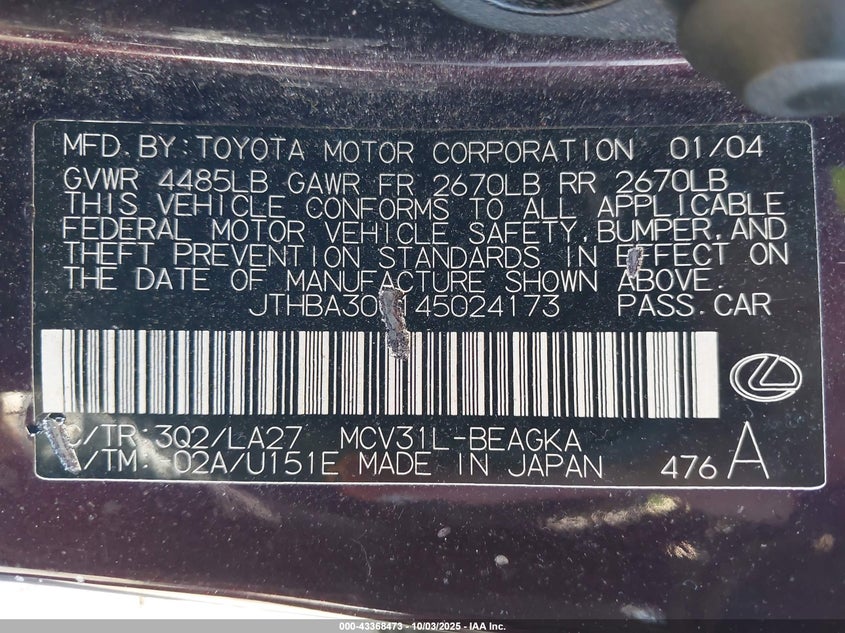 MFD.BY:TOYOTA MOTOR CORPORATION 01/04
GVWR 4485LB GAWR FR 2670LB RR 2670LB
THIS VEHICLE CONFORMS TO ALL APPLICABLE
FEDERAL MOTOR VEHICLE SAFETY,BUMPER,AND
THEFT PREVENTION STANDARDS IN EFFECT ON
THE DATE OF MANUFACTURE SHOWN ABOVE.
PASS.CAR
/TR:3Q2/LA27 MCV31L-BEAGKA
/TM: 02A/U151E MADE IN JAPAN 476 A
000-43368473 - 10/03/2025 - IAA Inc.